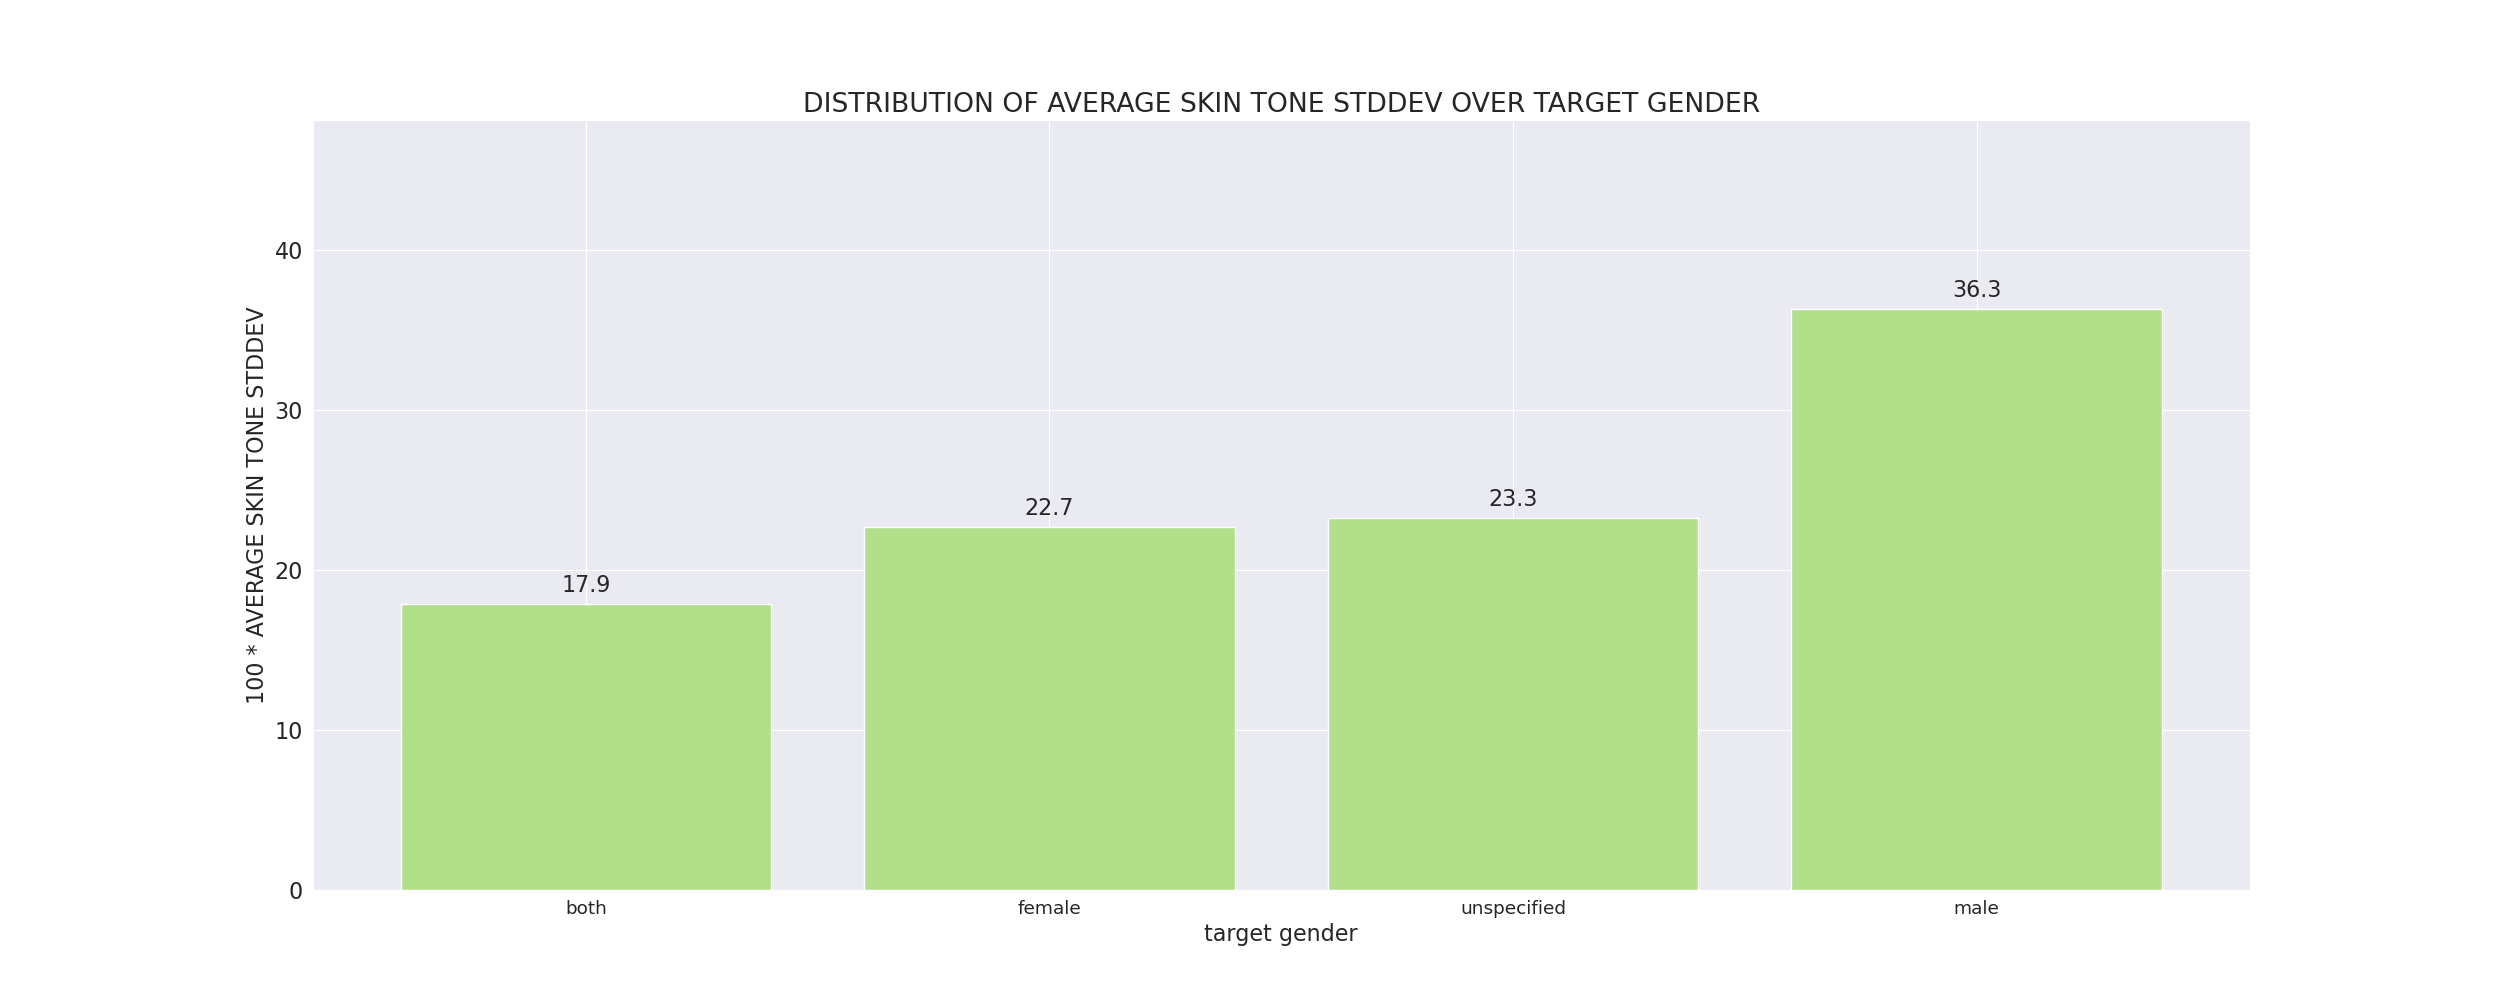 DISTRIBUTION OF AVERAGE SKIN TONE STDDEV OVER TARGET GENDER
100 * AVERAGE SKIN TONE STDDEV
40
30
20
10
0
17.9
22.7
23.3
36.3
both
female
unspecified
male
target gender